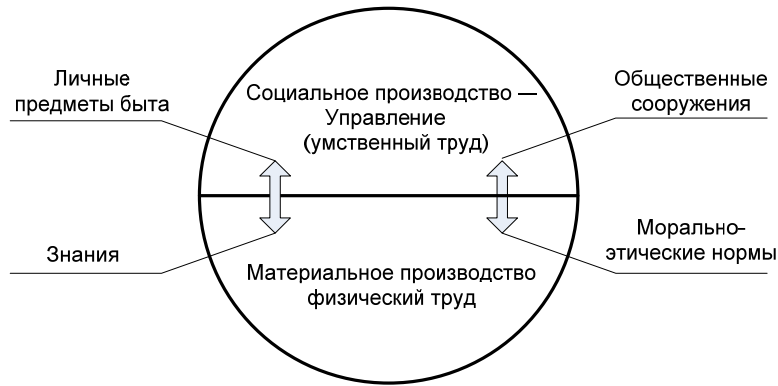 Личные
предметы быта
Социальное производство —
Управление
(умственный труд)
Общественные
сооружения
Знания
Материальное производство
физический труд
Морально–
этические нормы